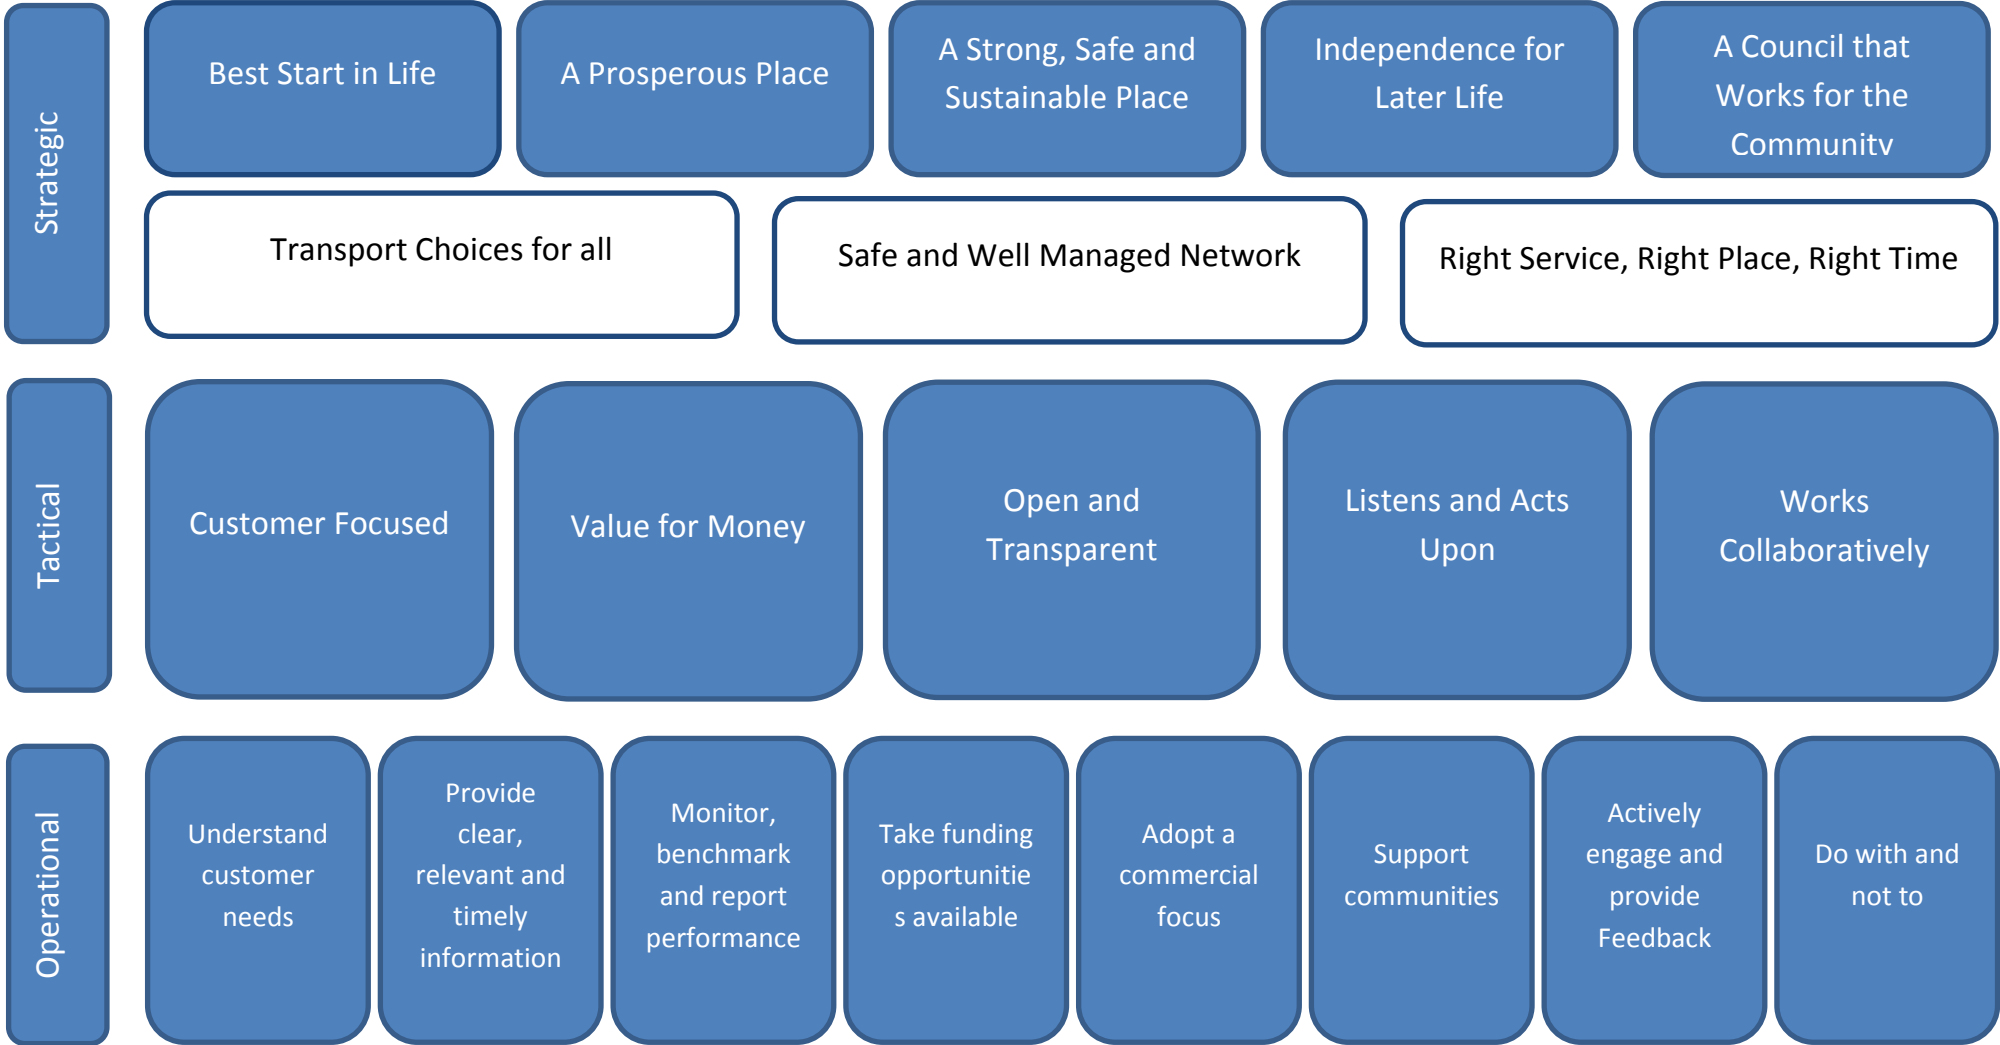 Strategic
Best Start in Life
A Prosperous Place
A Strong, Safe and
Sustainable Place
Independence for
Later Life
A Council that
Works for the
Community
Transport Choices for all
Safe and Well Managed Network
Right Service, Right Place, Right Time
Tactical
Customer Focused
Value for Money
Open and
Transparent
Listens and Acts
Upon
Works
Collaboratively
Operational
Understand
customer
needs
Provide
clear,
relevant and
timely
information
Monitor,
benchmark
and report
performance
Take funding
opportunitie
s available
Adopt a
commercial
focus
Support
communities
Actively
engage and
provide
Feedback
Do with and
not to